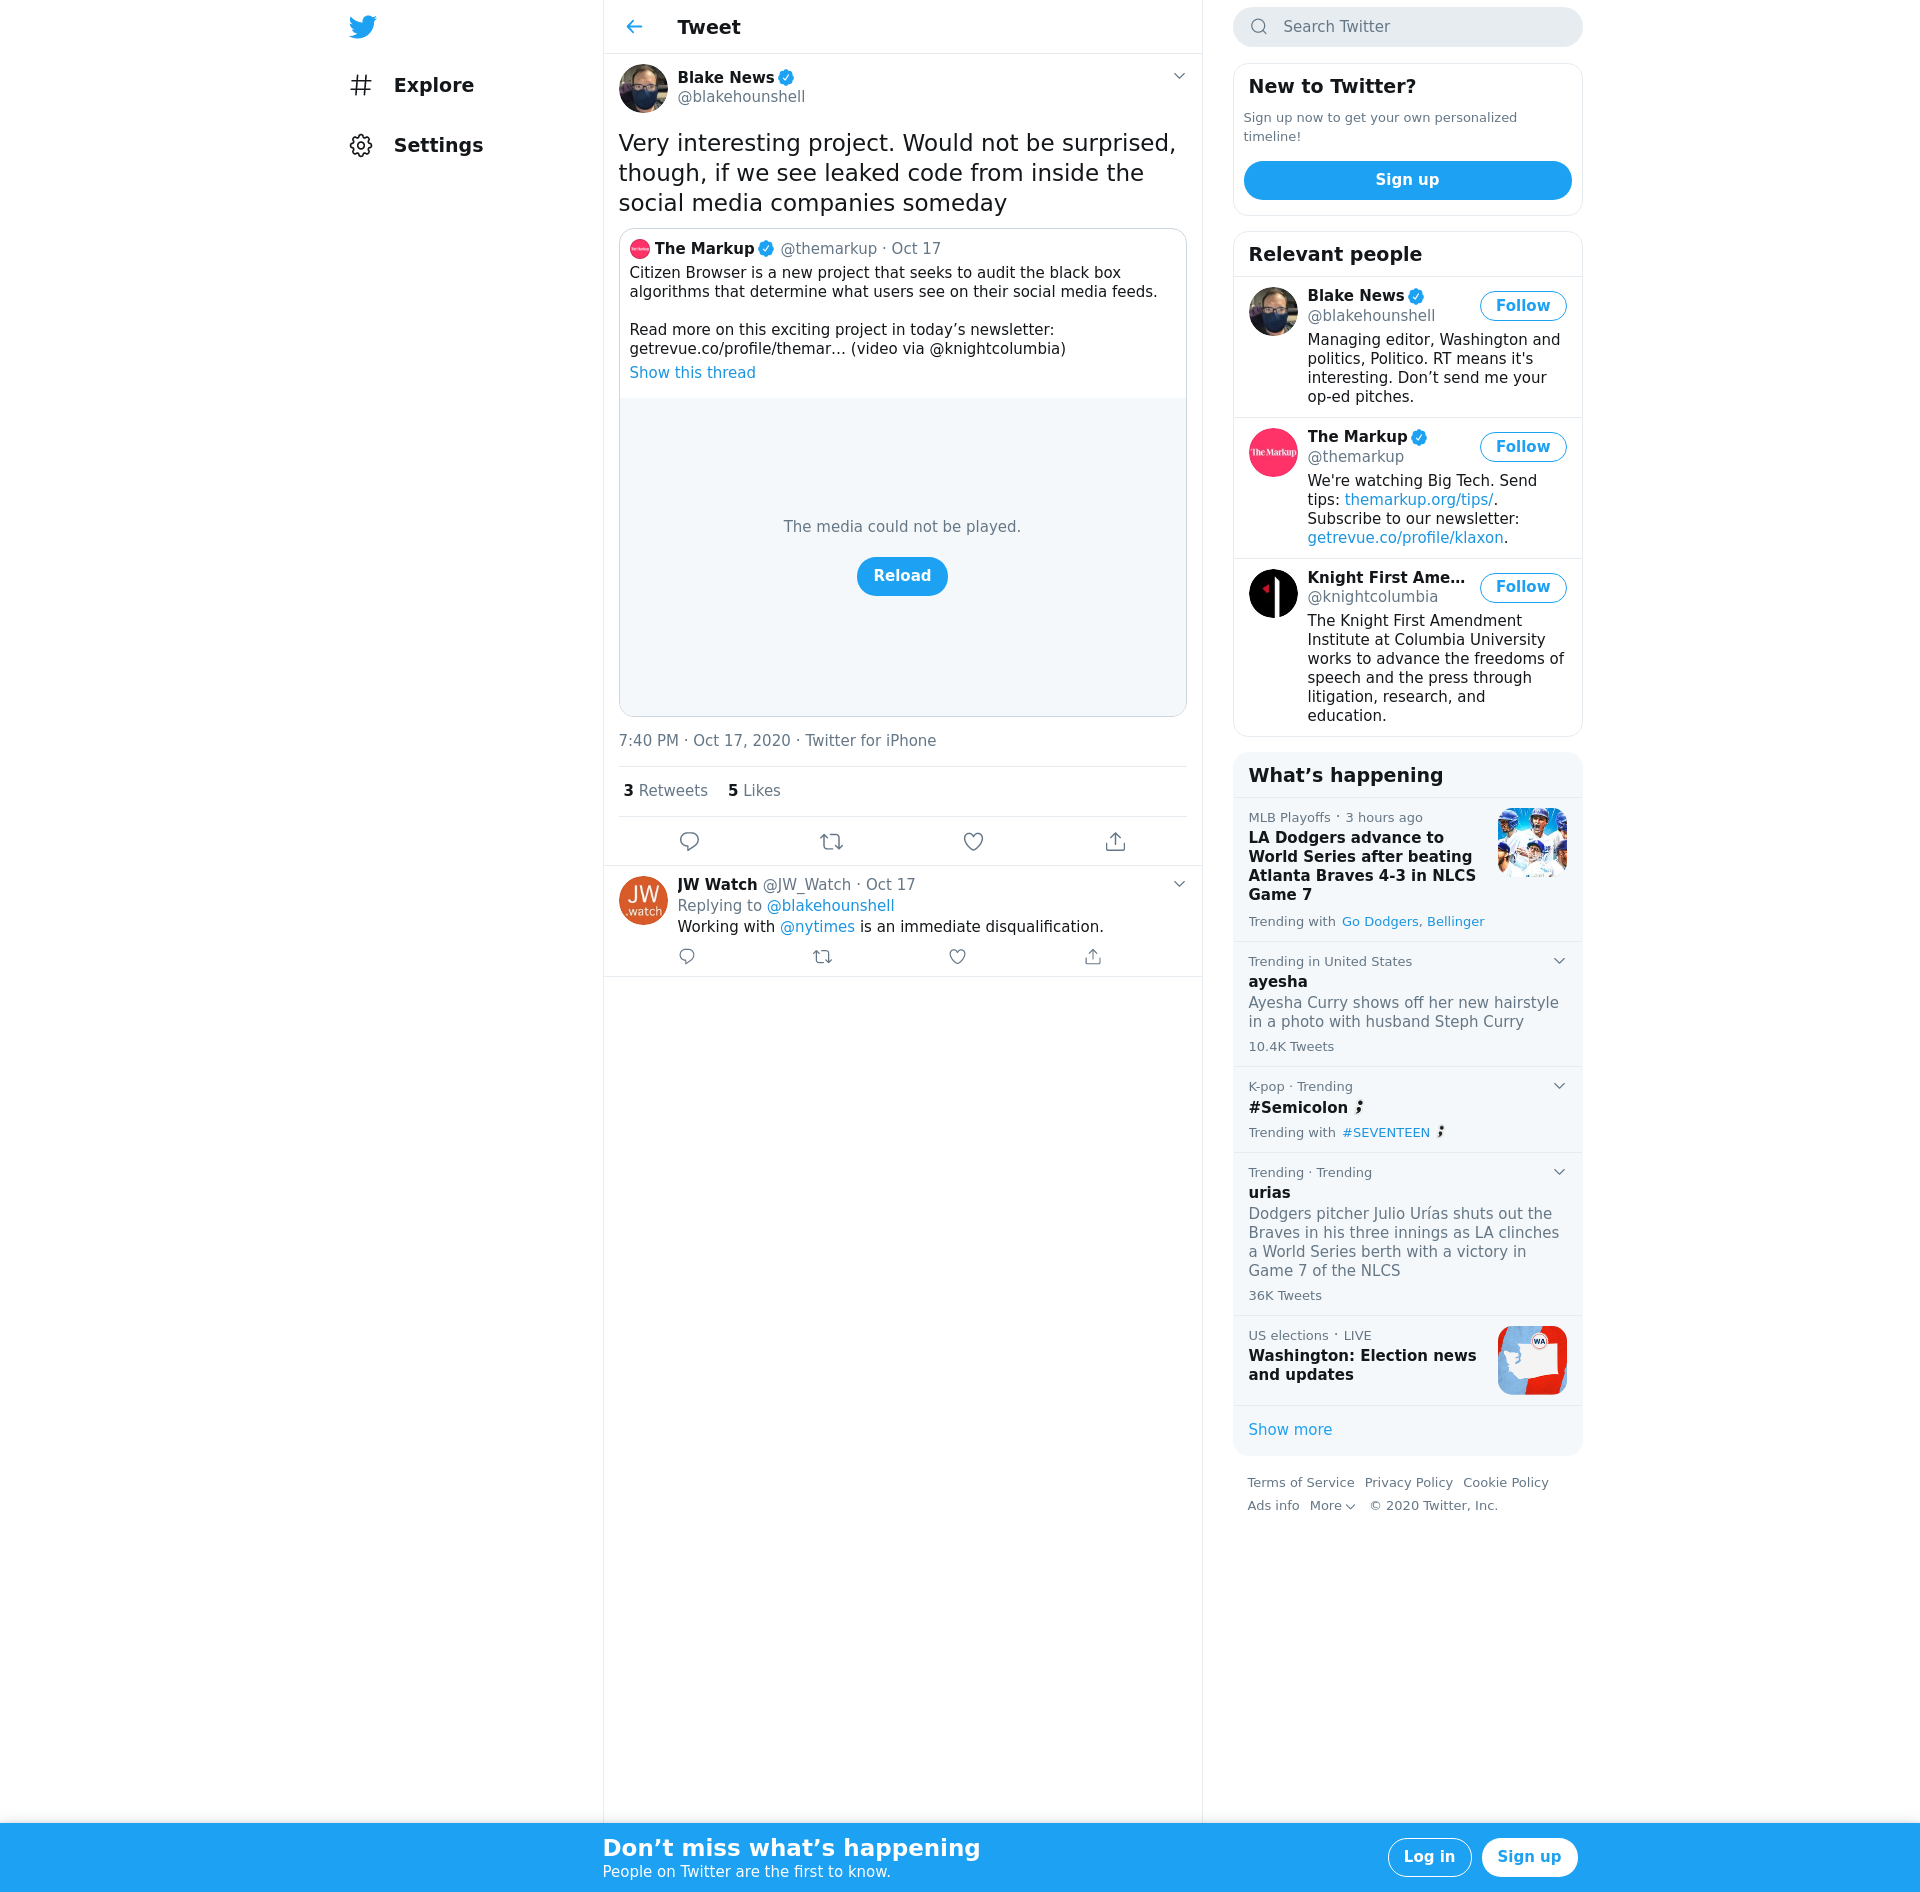 Explore
Settings
Tweet
Blake News
@blakehounshell
Very interesting project. Would not be surprised,
though, if we see leaked code from inside the
social media companies someday
The Markup @themarkup · Oct 17
Citizen Browser is a new project that seeks to audit the black box
algorithms that determine what users see on their social media feeds.
Read more on this exciting project in today’s newsletter:
getrevue.co/profile/themar… (video via @knightcolumbia)
Show this thread
The media could not be played.
Reload
7:40 PM · Oct 17, 2020 · Twitter for iPhone
3 Retweets 5 Likes
JW
.watch
JW Watch @JW_Watch · Oct 17
Replying to @blakehounshell
Working with @nytimes is an immediate disqualification.
Search Twitter
New to Twitter?
Sign up now to get your own personalized
timeline!
Sign up
Relevant people
Blake News
@blakehounshell
Follow
Managing editor, Washington and
politics, Politico. RT means it's
interesting. Don’t send me your
op-ed pitches.
The Markup
The Markup
@themarkup
Follow
We're watching Big Tech. Send
tips: themarkup.org/tips/.
Subscribe to our newsletter:
getrevue.co/profile/klaxon.
Knight First Ame…
@knightcolumbia
Follow
The Knight First Amendment
Institute at Columbia University
works to advance the freedoms of
speech and the press through
litigation, research, and
education.
What’s happening
MLB Playoffs · 3 hours ago
LA Dodgers advance to
World Series after beating
Atlanta Braves 4-3 in NLCS
Game 7
Trending with Go Dodgers, Bellinger
Trending in United States
ayesha
Ayesha Curry shows off her new hairstyle
in a photo with husband Steph Curry
10.4K Tweets
K-pop · Trending
#Semicolon
Trending with #SEVENTEEN
Trending · Trending
urias
Dodgers pitcher Julio Urías shuts out the
Braves in his three innings as LA clinches
a World Series berth with a victory in
Game 7 of the NLCS
36K Tweets
US elections · LIVE
Washington: Election news
and updates
WA
Show more
Terms of Service Privacy Policy Cookie Policy
Ads info More © 2020 Twitter, Inc.
Don’t miss what’s happening
People on Twitter are the first to know.
Log in
Sign up